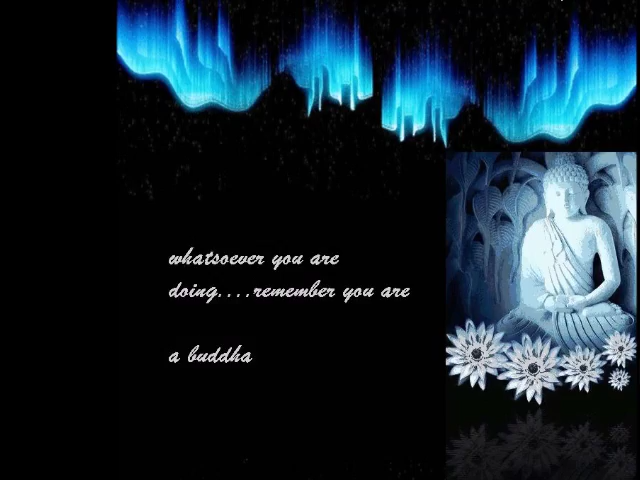 whatsoever you are
doing....remember you are
a buddha